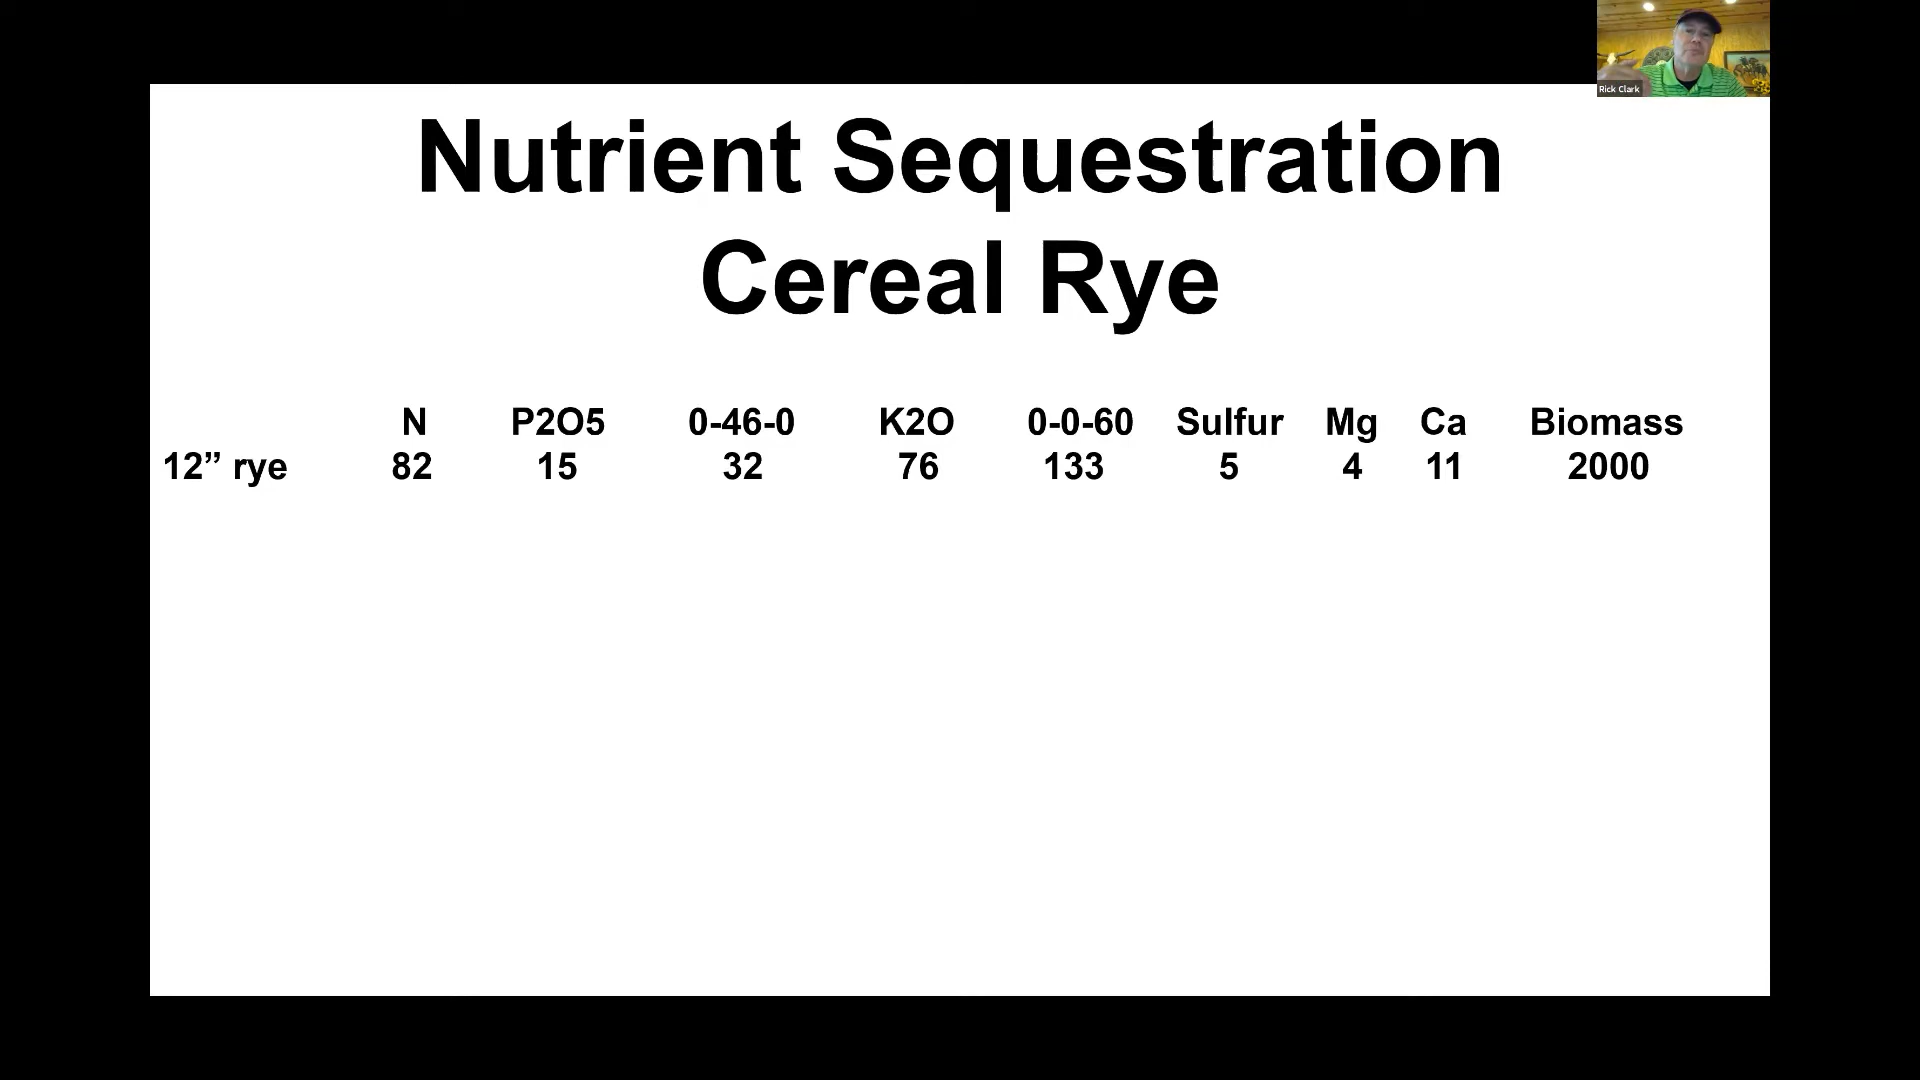 Rick Clark
Nutrient Sequestration
Cereal Rye
N P2O5 0-46-0 K2O 0-0-60 Sulfur Mg Ca Biomass
12” rye 82 15 32 76 133 5 4 11 2000